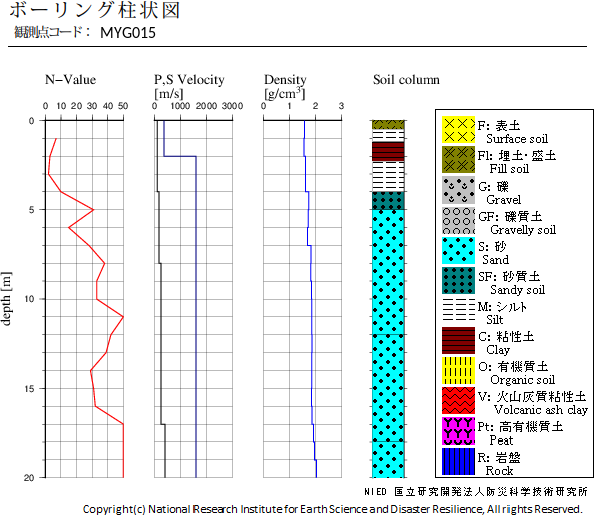 ボーリング柱状図
観測点コード： MYG015
N-Value
0 10 20 30 40 50
P,S Velocity
[m/s]
0 1000 2000 3000
Density
[g/cm3]
0 1 2 3
Soil column
0
5
10
15
20
depth [m]
F: 表土
Surface soil
Fl: 埋土・盛土
Fill soil
G: 礫
Gravel
GF: 礫質土
Gravelly soil
S: 砂
Sand
SF: 砂質土
Sandy soil
M: シルト
Silt
C: 粘性土
Clay
O: 有機質土
Organic soil
V: 火山灰質粘性土
Volcanic ash clay
Pt: 高有機質土
Peat
R: 岩盤
Rock
NIED 国立研究開発法人防災科学技術研究所
Copyright(c) National Research Institute for Earth Science and Disaster Resilience, All rights Reserved.